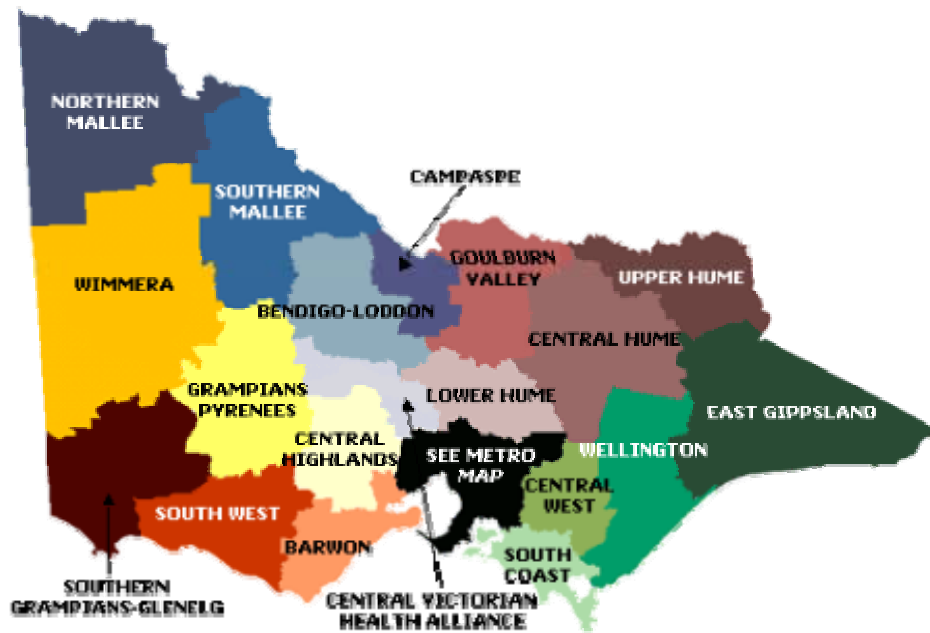 NORTHERN
MALLEE
CAMPASPE
SOUTHERN
MALLEE
GOULBURN
VALLEY
UPPER HUME
WIMMERA
BENDIGO-LODDON
CENTRAL HUME
GRAMPIANS
PYRENEES
LOWER HUME
EAST GIPPSLAND
CENTRAL
HIGHLANDS
SEE METRO
MAP
WELLINGTON
CENTRAL
WEST
SOUTH WEST
BARWON
SOUTH
COAST
SOUTHERN
GRAMPIANS-GLENELG
CENTRAL VICTORIAN
HEALTH ALLIANCE